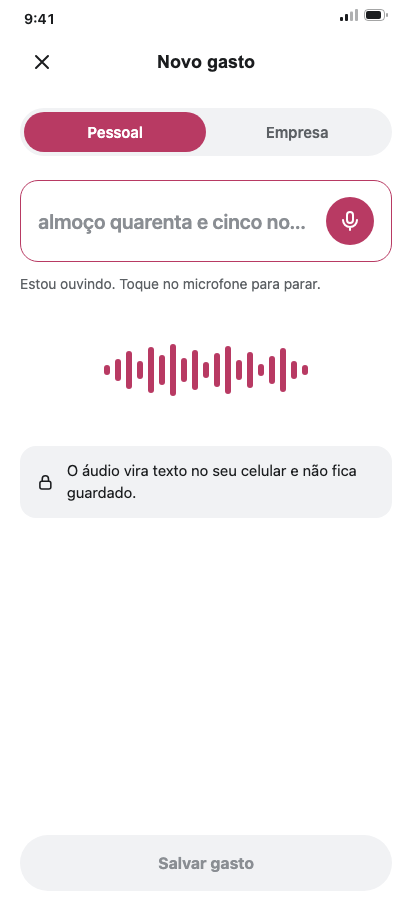 9:41
Novo gasto
Pessoal
Empresa
almoço quarenta e cinco no...
Estou ouvindo. Toque no microfone para parar.
O áudio vira texto no seu celular e não fica
guardado.
Salvar gasto